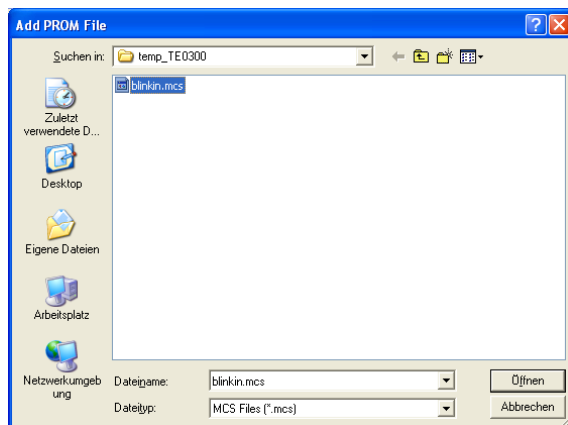 Add PROM File
Suchen in:
temp_TE0300
blinkin.mcs
Zuletzt
verwendete D...
Desktop
Eigene Dateien
Arbeitsplatz
Netzwerkumgeb
ung
Dateiname:
blinkin.mcs
Öffnen
Dateityp:
MCS Files (*.mcs)
Abbrechen